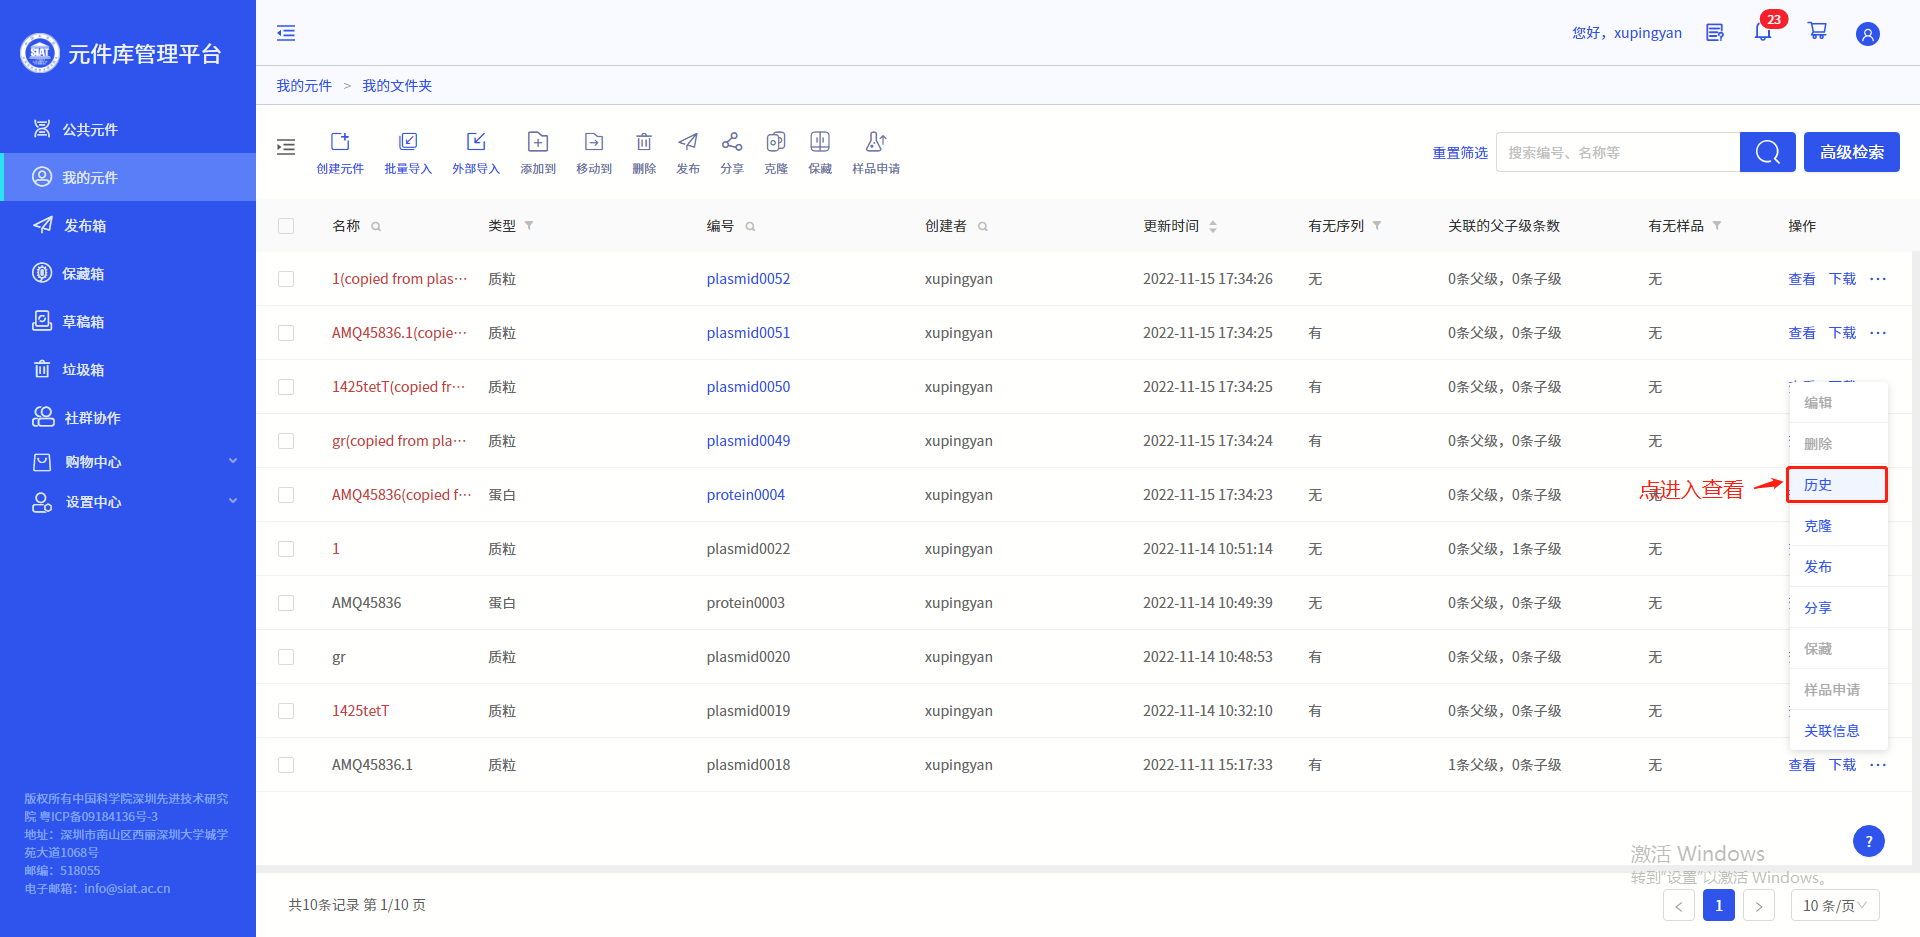 SIAT
元件库管理平台
您好，xupingyan
23
我的元件 > 我的文件夹
公共元件
我的元件
发布箱
保藏箱
草稿箱
垃圾箱
社群协作
购物中心
设置中心
版权所有中国科学院深圳先进技术研究
院 粤ICP备09184136号-3
地址：深圳市南山区西丽深圳大学城学
苑大道1068号
邮编：518055
电子邮箱：info@siat.ac.cn
创建元件 批量导入 外部导入 添加到 移动到 删除 发布 分享 克隆 保藏 样品申请
重置筛选 搜索编号、名称等 高级检索
名称 类型 编号 创建者 更新时间 有无序列 关联的父子级条数 有无样品 操作
1(copied from plas··· 质粒 plasmid0052 xupingyan 2022-11-15 17:34:26 无 0条父级，0条子级 无 查看 下载 ···
AMQ45836.1(copie··· 质粒 plasmid0051 xupingyan 2022-11-15 17:34:25 有 0条父级，0条子级 无 查看 下载 ···
1425tetT(copied fr··· 质粒 plasmid0050 xupingyan 2022-11-15 17:34:25 有 0条父级，0条子级 无
gr(copied from pla··· 质粒 plasmid0049 xupingyan 2022-11-15 17:34:24 有 0条父级，0条子级 无
AMQ45836(copied f··· 蛋白 protein0004 xupingyan 2022-11-15 17:34:23 无 0条父级，0条子级 无
1 质粒 plasmid0022 xupingyan 2022-11-14 10:51:14 无 0条父级，1条子级 无
AMQ45836 蛋白 protein0003 xupingyan 2022-11-14 10:49:39 无 0条父级，0条子级 无
gr 质粒 plasmid0020 xupingyan 2022-11-14 10:48:53 有 0条父级，0条子级 无
1425tetT 质粒 plasmid0019 xupingyan 2022-11-14 10:32:10 有 0条父级，0条子级 无
AMQ45836.1 质粒 plasmid0018 xupingyan 2022-11-11 15:17:33 有 1条父级，0条子级 无 查看 下载 ···
编辑
删除
点进入查看
历史
克隆
发布
分享
保藏
样品申请
关联信息
?
激活 Windows
转到"设置"以激活 Windows。
共10条记录 第 1/10 页
< 1 > 10 条/页